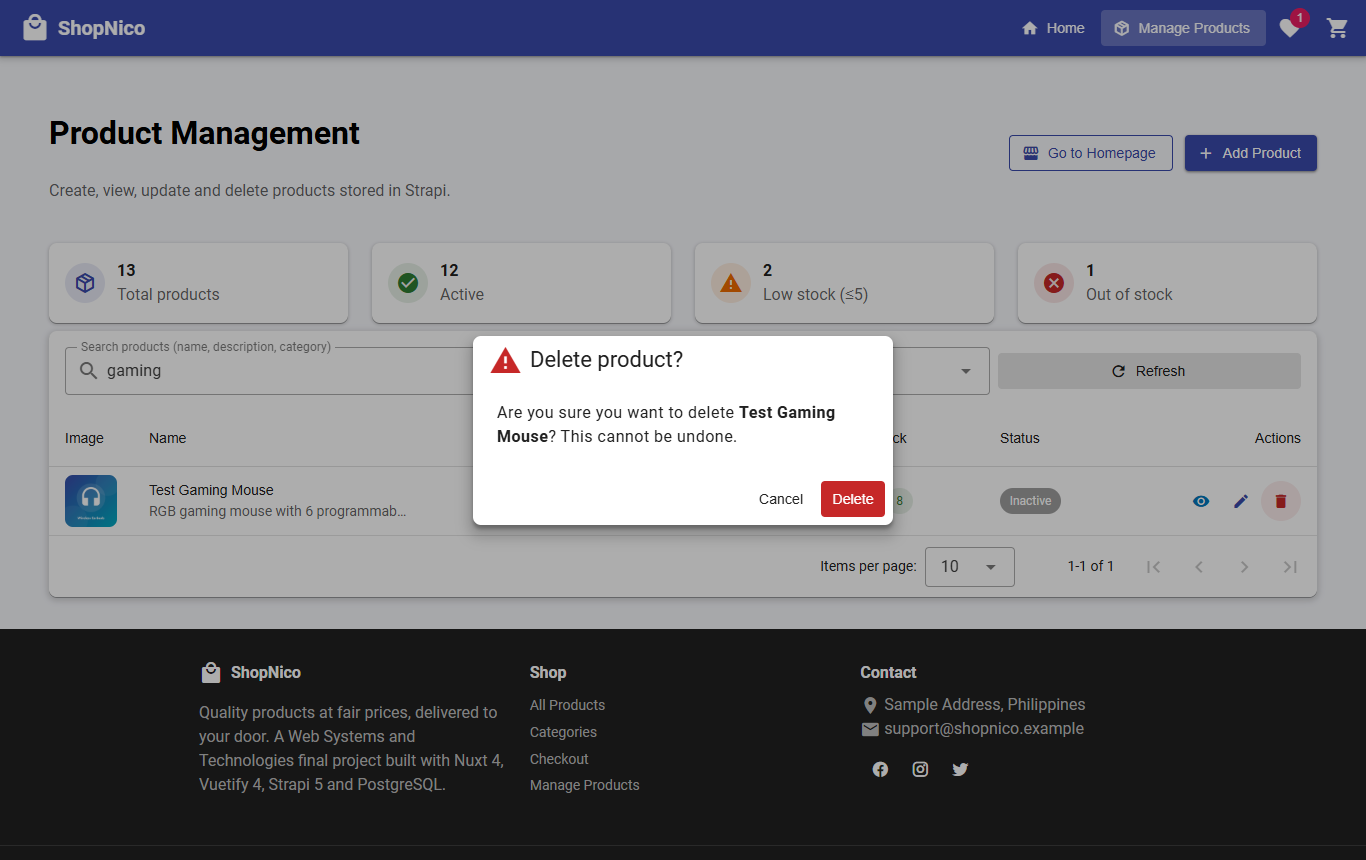 ShopNico
Home
Manage Products
1
Product Management
Go to Homepage
Add Product
Create, view, update and delete products stored in Strapi.
13
Total products
12
Active
2
Low stock (≤5)
1
Out of stock
Search products (name, description, category)
gaming
Refresh
Delete product?
Are you sure you want to delete Test Gaming
Mouse? This cannot be undone.
Cancel
Delete
Image
Name
ck
Status
Actions
Test Gaming Mouse
RGB gaming mouse with 6 programmab...
8
Inactive
Items per page:
10
1-1 of 1
ShopNico
Quality products at fair prices, delivered to
your door. A Web Systems and
Technologies final project built with Nuxt 4,
Vuetify 4, Strapi 5 and PostgreSQL.
Shop
All Products
Categories
Checkout
Manage Products
Contact
Sample Address, Philippines
support@shopnico.example